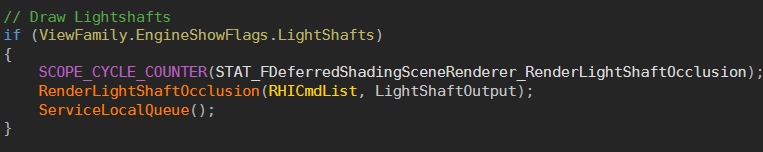 // Draw Lightshafts
if (ViewFamily.EngineShowFlags.LightShafts)
{
    SCOPE_CYCLE_COUNTER(STAT_FDeferredShadingSceneRenderer_RenderLightShaftOcclusion);
    RenderLightShaftOcclusion(RHICmdList, LightShaftOutput);
    ServiceLocalQueue();
}